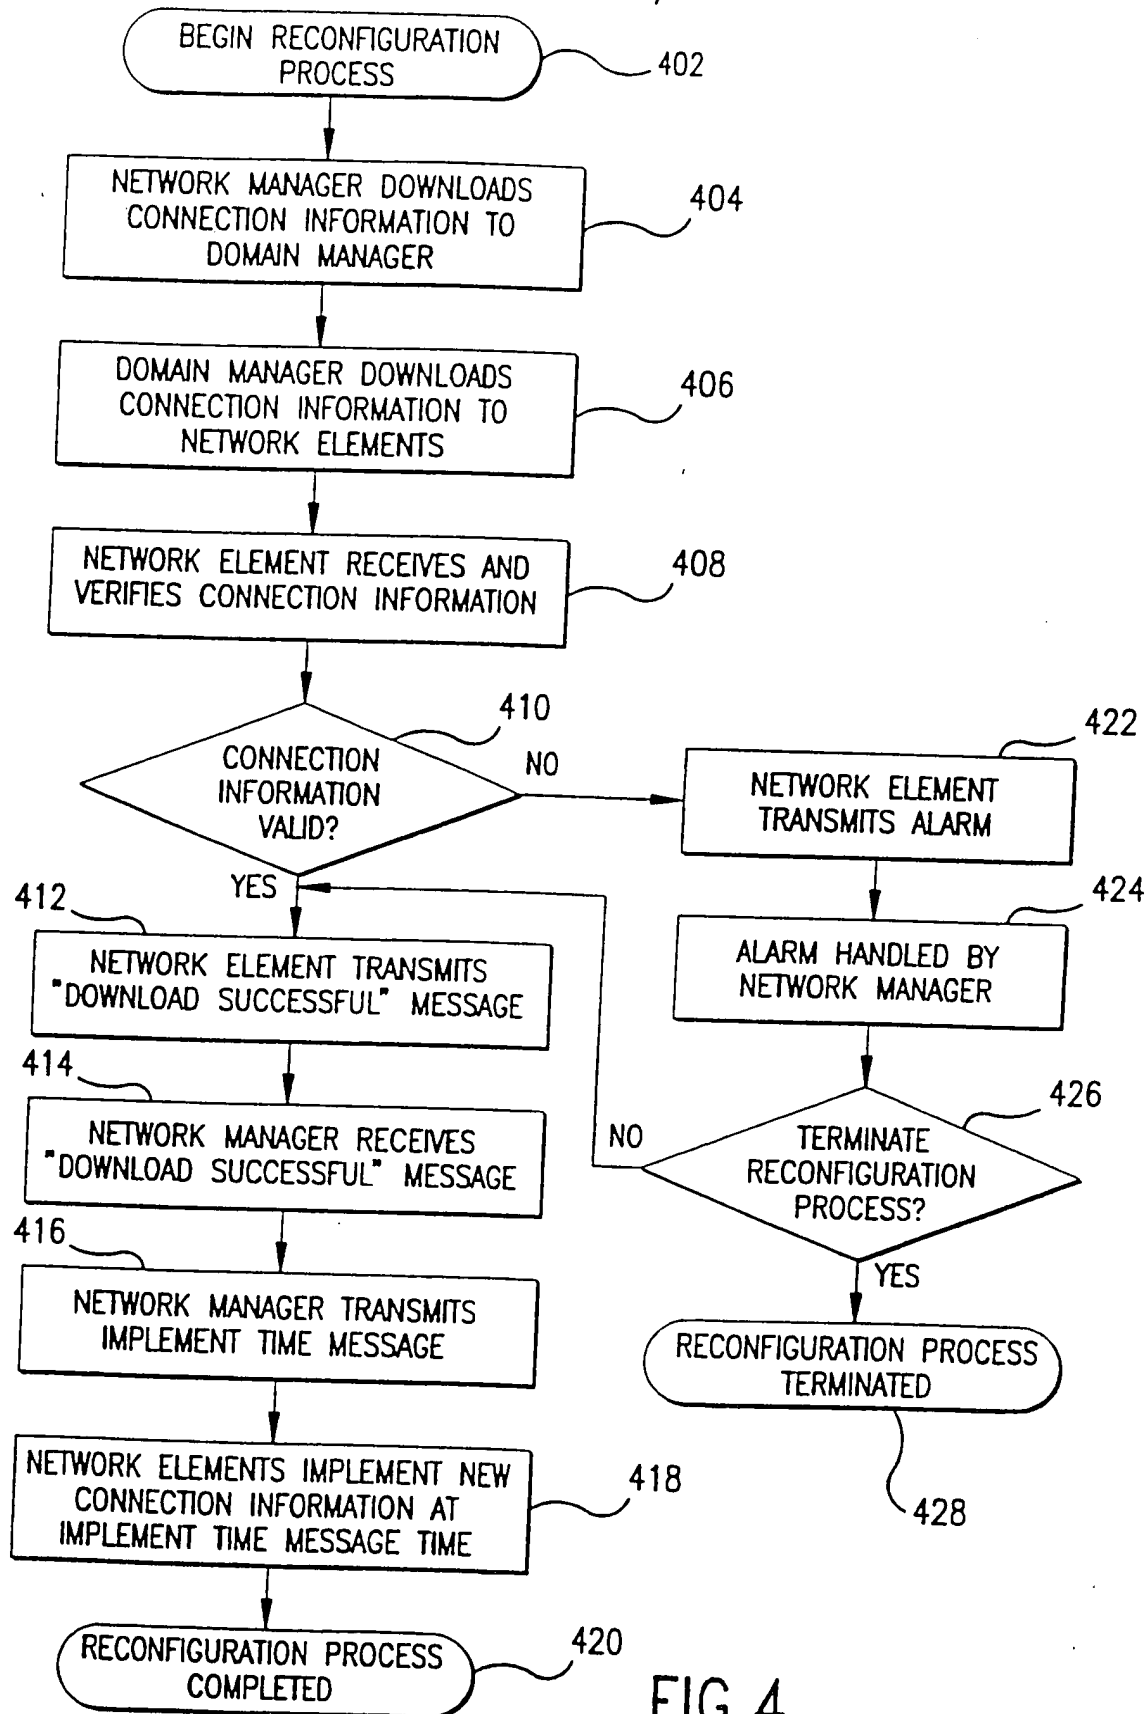 BEGIN RECONFIGURATION
PROCESS
402
NETWORK MANAGER DOWNLOADS
CONNECTION INFORMATION TO
DOMAIN MANAGER
404
DOMAIN MANAGER DOWNLOADS
CONNECTION INFORMATION TO
NETWORK ELEMENTS
406
NETWORK ELEMENT RECEIVES AND
VERIFIES CONNECTION INFORMATION
408
CONNECTION
INFORMATION
VALID?
410
NO
YES
422
NETWORK ELEMENT
TRANSMITS ALARM
424
ALARM HANDLED BY
NETWORK MANAGER
412
NETWORK ELEMENT TRANSMITS
"DOWNLOAD SUCCESSFUL" MESSAGE
414
NETWORK MANAGER RECEIVES
"DOWNLOAD SUCCESSFUL" MESSAGE
426
TERMINATE
RECONFIGURATION
PROCESS?
NO
YES
416
NETWORK MANAGER TRANSMITS
IMPLEMENT TIME MESSAGE
RECONFIGURATION PROCESS
TERMINATED
428
NETWORK ELEMENTS IMPLEMENT NEW
CONNECTION INFORMATION AT
IMPLEMENT TIME MESSAGE TIME
418
RECONFIGURATION PROCESS
COMPLETED
420
FIG. 4